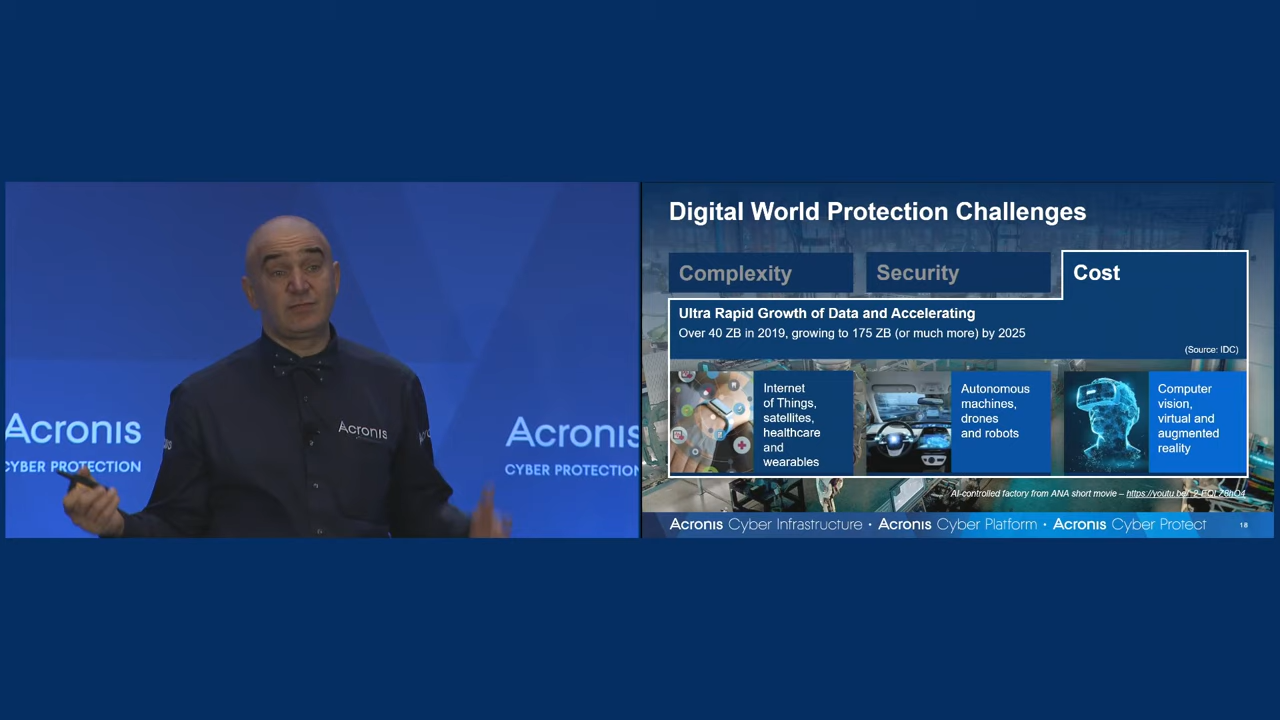 Acronis
CYBER PROTECTION
Acronis
Acronis
CYBER PROTECTION
Digital World Protection Challenges
Complexity
Security
Cost
Ultra Rapid Growth of Data and Accelerating
Over 40 ZB in 2019, growing to 175 ZB (or much more) by 2025
(Source: IDC)
Internet
of Things,
satellites,
healthcare
and
wearables
Autonomous
machines,
drones
and robots
Computer
vision,
virtual and
augmented
reality
AI-controlled factory from ANA short movie –
Acronis Cyber Infrastructure · Acronis Cyber Platform · Acronis Cyber Protect
18